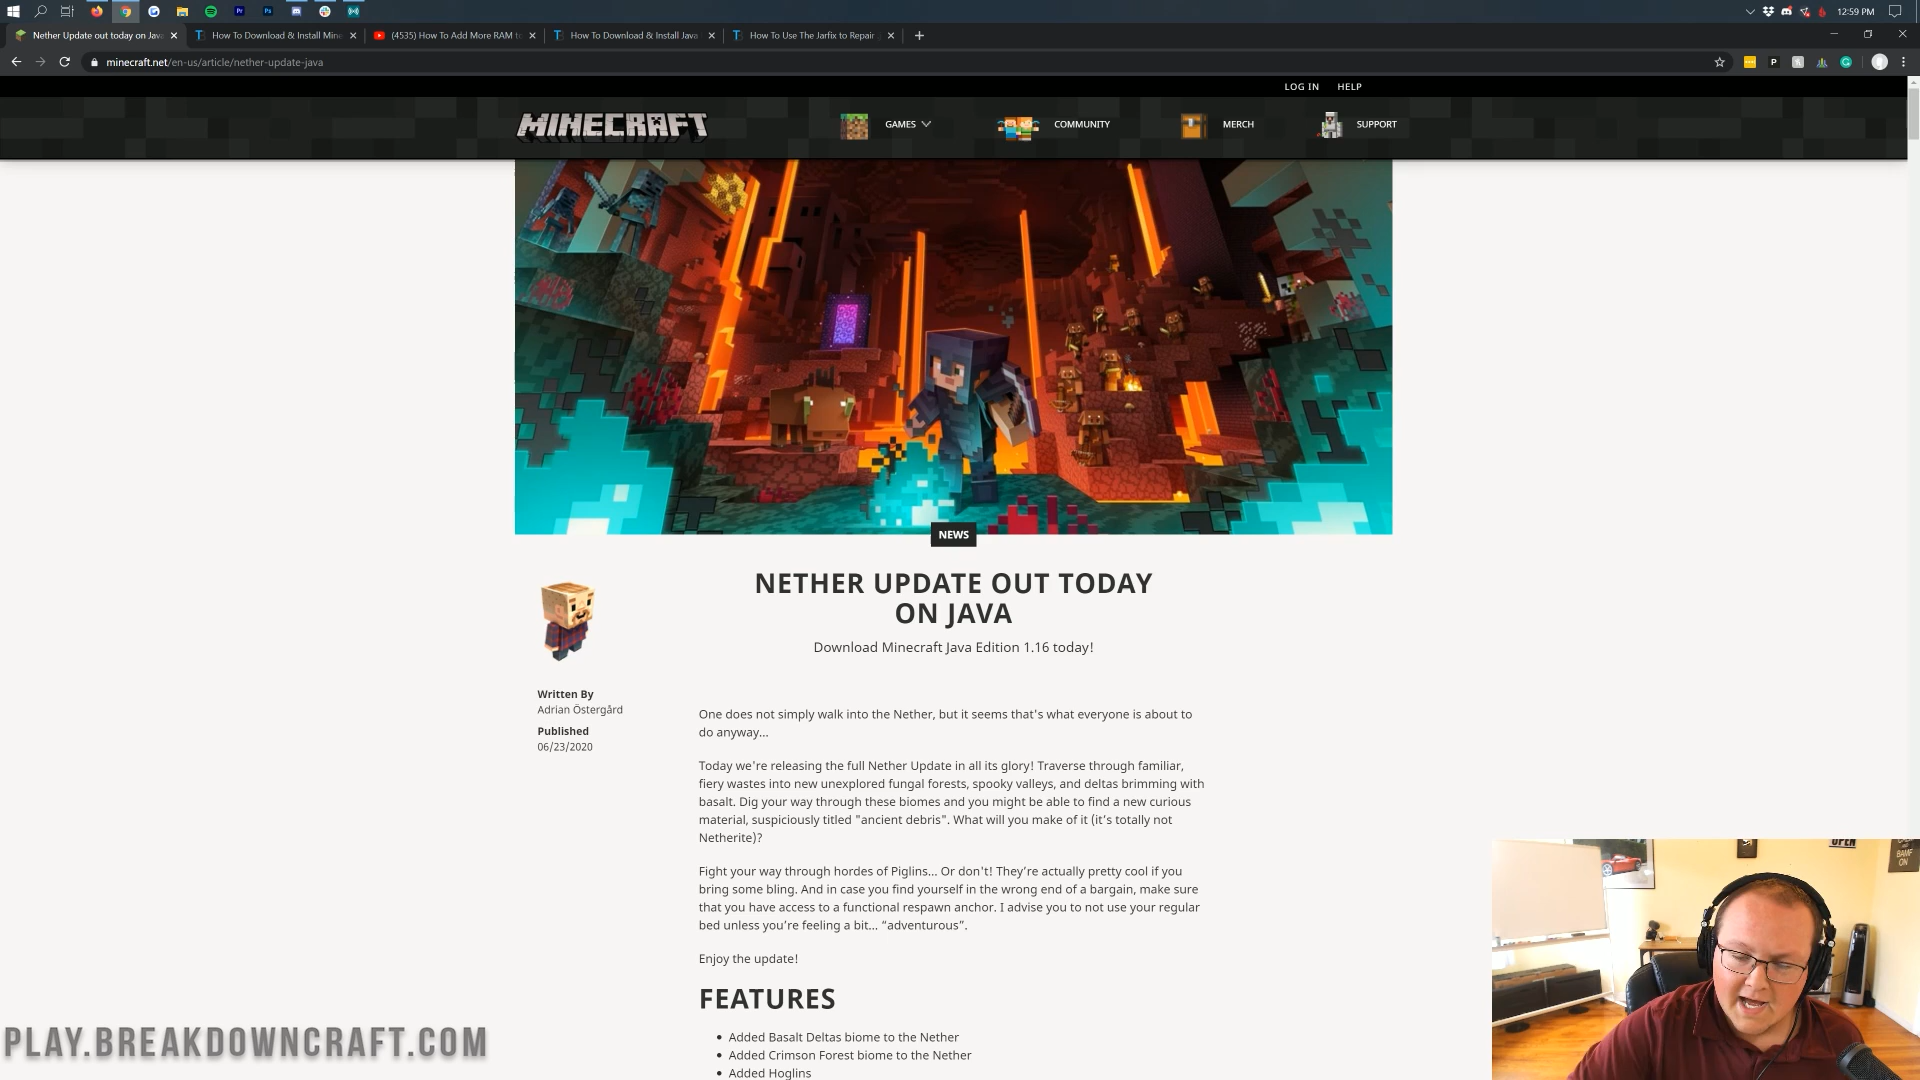 12:59 PM
Nether Update out today on Java
How To Download & Install Mine
(4535) How To Add More RAM to
How To Download & Install Java
How To Use The Jarfix to Repair
minecraft.net/en-us/article/nether-update-java
LOG IN HELP
MINECRAFT
GAMES COMMUNITY MERCH SUPPORT
NEWS
NETHER UPDATE OUT TODAY
ON JAVA
Download Minecraft Java Edition 1.16 today!
Written By
Adrian Östergård
Published
06/23/2020
One does not simply walk into the Nether, but it seems that's what everyone is about to
do anyway...
Today we're releasing the full Nether Update in all its glory! Traverse through familiar,
fiery wastes into new unexplored fungal forests, spooky valleys, and deltas brimming with
basalt. Dig your way through these biomes and you might be able to find a new curious
material, suspiciously titled "ancient debris". What will you make of it (it's totally not
Netherite)?
Fight your way through hordes of Piglins... Or don't! They’re actually pretty cool if you
bring some bling. And in case you find yourself in the wrong end of a bargain, make sure
that you have access to a functional respawn anchor. I advise you to not use your regular
bed unless you’re feeling a bit... “adventurous”.
Enjoy the update!
FEATURES
• Added Basalt Deltas biome to the Nether
• Added Crimson Forest biome to the Nether
• Added Hoglins
PLAY.BREAKDOWNCRAFT.COM
OPEN
BAMF
ON